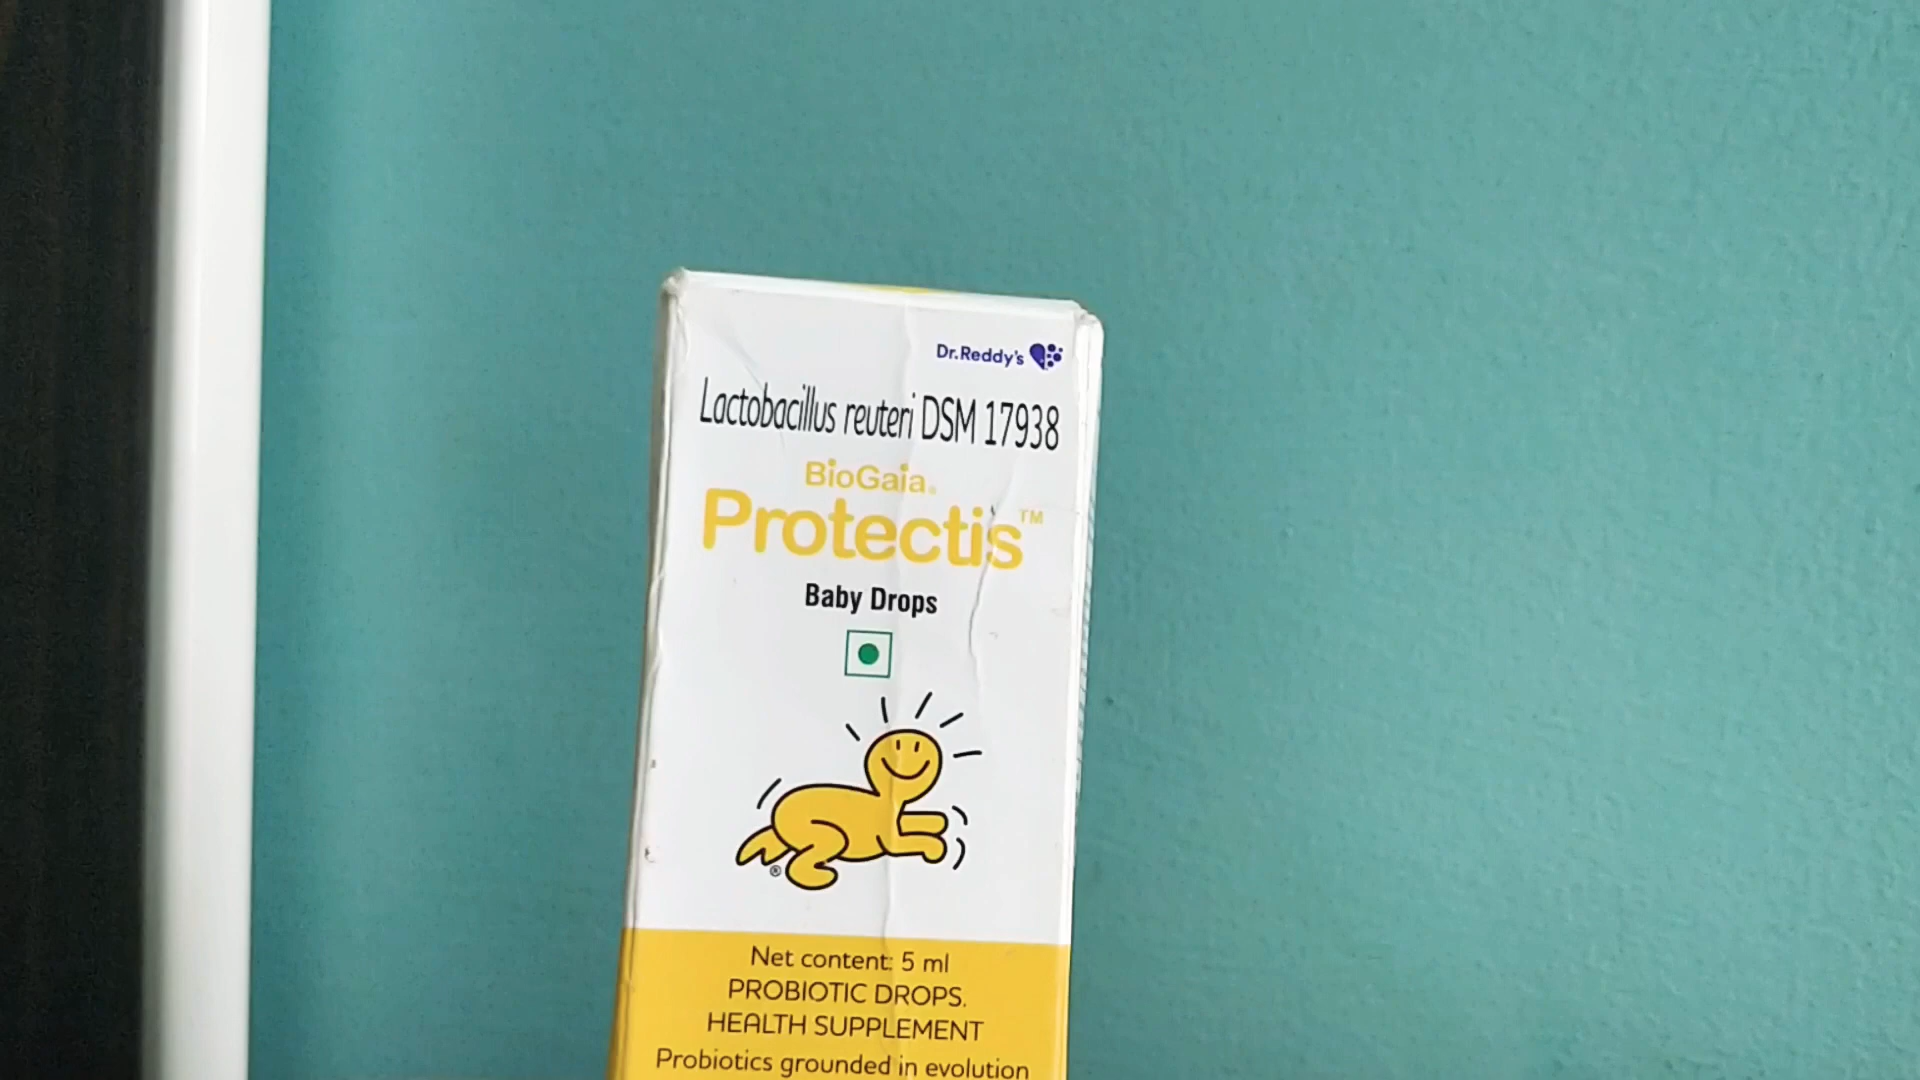 Dr.Reddy's
Lactobacillus reuteri DSM 17938
BioGaia®
Protectis™
Baby Drops
®
Net content: 5 ml
PROBIOTIC DROPS.
HEALTH SUPPLEMENT
Probiotics grounded in evolution